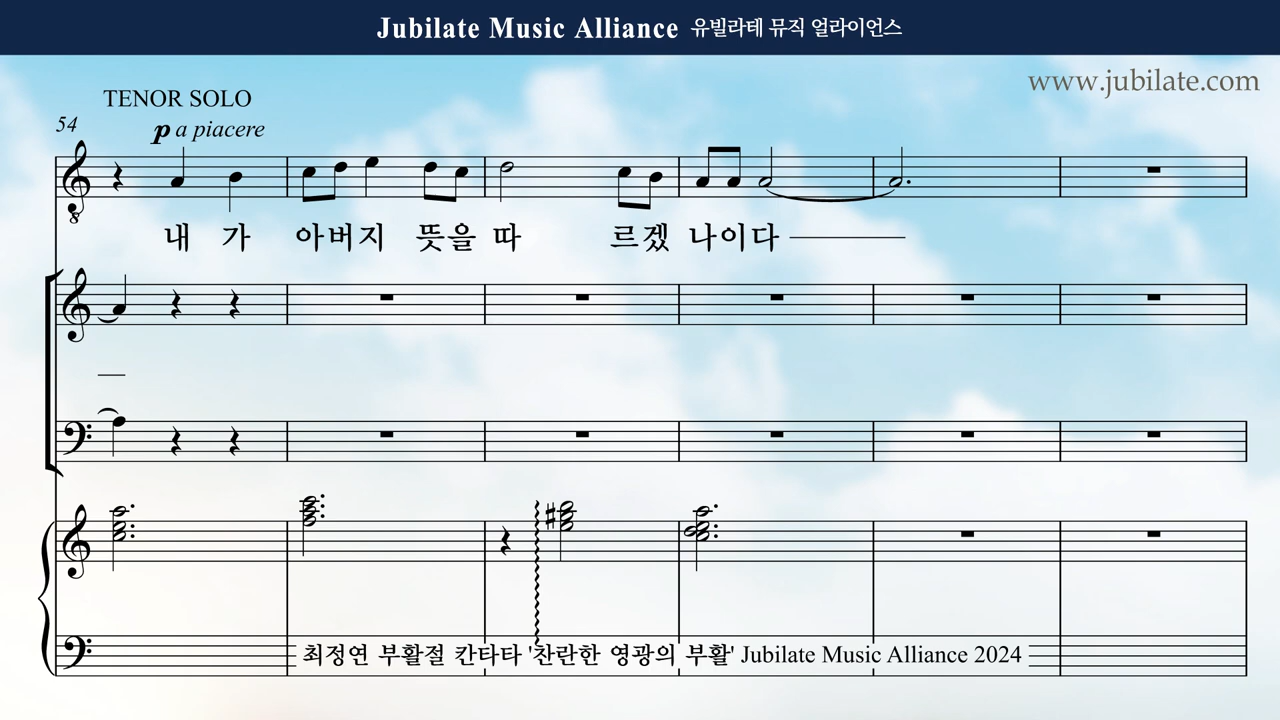 Jubilate Music Alliance 유빌라테 뮤직 얼라이언스
www.jubilate.com
TENOR SOLO
54
p a piacere
8
내 가 아버지 뜻을 따 르겠 나이다
최정연 부활절 칸타타 '찬란한 영광의 부활' Jubilate Music Alliance 2024